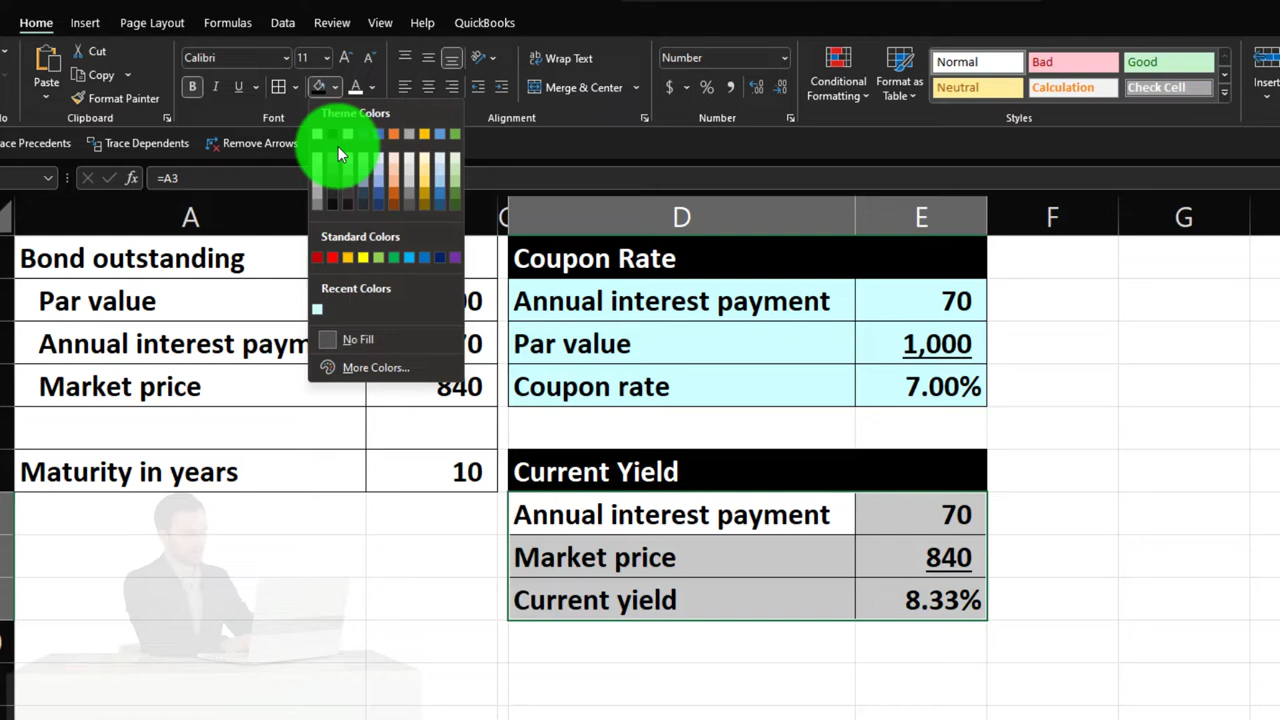 Home Insert Page Layout Formulas Data Review View Help QuickBooks
Cut
Copy
Format Painter
Paste
Clipboard
Calibri 11
B I U
Font
Wrap Text
Merge & Center
Alignment
Number
$ % 
Number
Conditional
Formatting
Format as
Table
Normal Bad Good
Neutral Calculation Check Cell
Styles
Insert
ace Precedents Trace Dependents Remove Arrows
fx =A3
Theme Colors
Standard Colors
Recent Colors
No Fill
More Colors...
A D E F G
Bond outstanding
Par value 00
Annual interest paym 70
Market price 840
Maturity in years 10
Coupon Rate
Annual interest payment 70
Par value 1,000
Coupon rate 7.00%
Current Yield
Annual interest payment 70
Market price 840
Current yield 8.33%